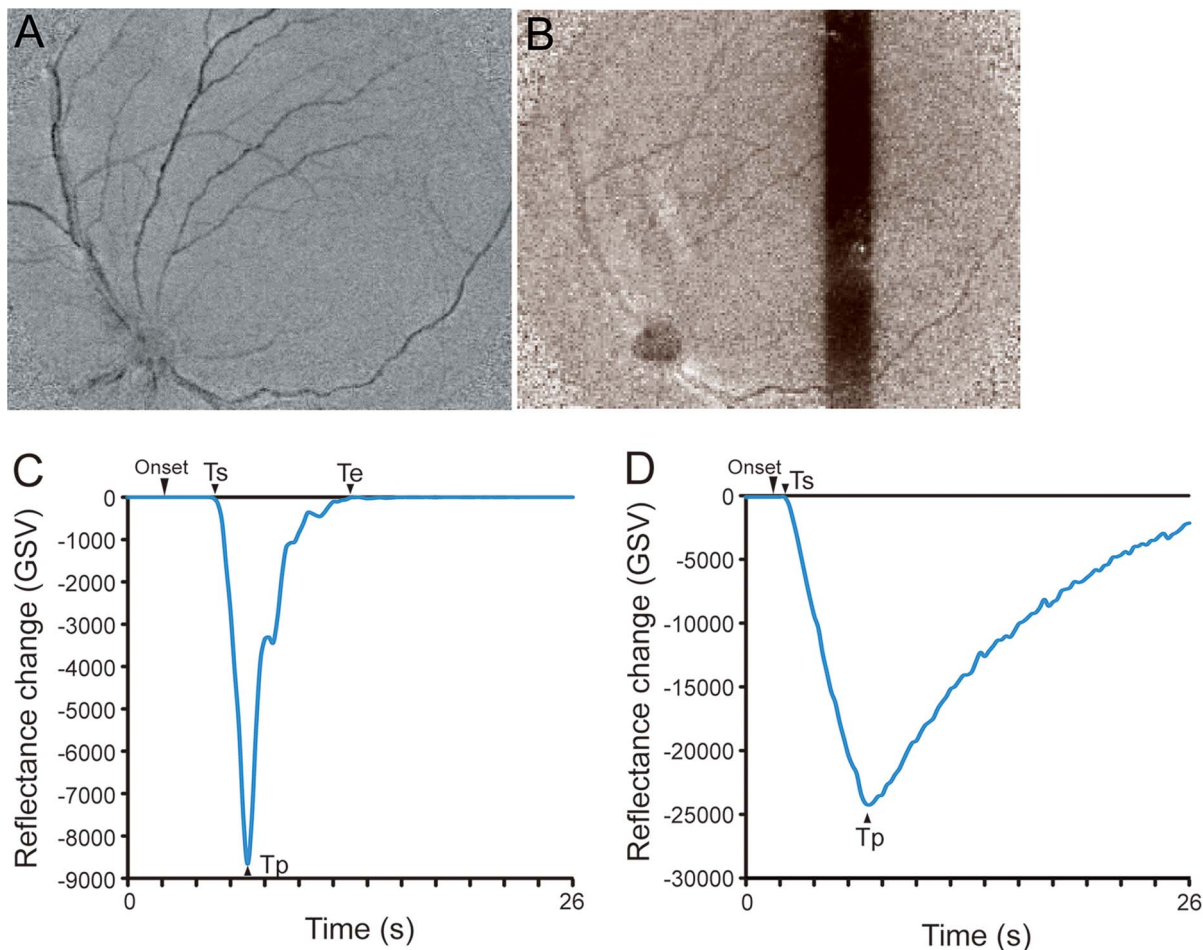 A
B
C
Onset
Ts
Te
0
-1000
-2000
-3000
-4000
-5000
-6000
-7000
-8000
-9000
Reflectance change (GSV)
Tp
0
26
Time (s)
D
Onset
Ts
0
-5000
-10000
-15000
-20000
-25000
-30000
Reflectance change (GSV)
Tp
0
26
Time (s)